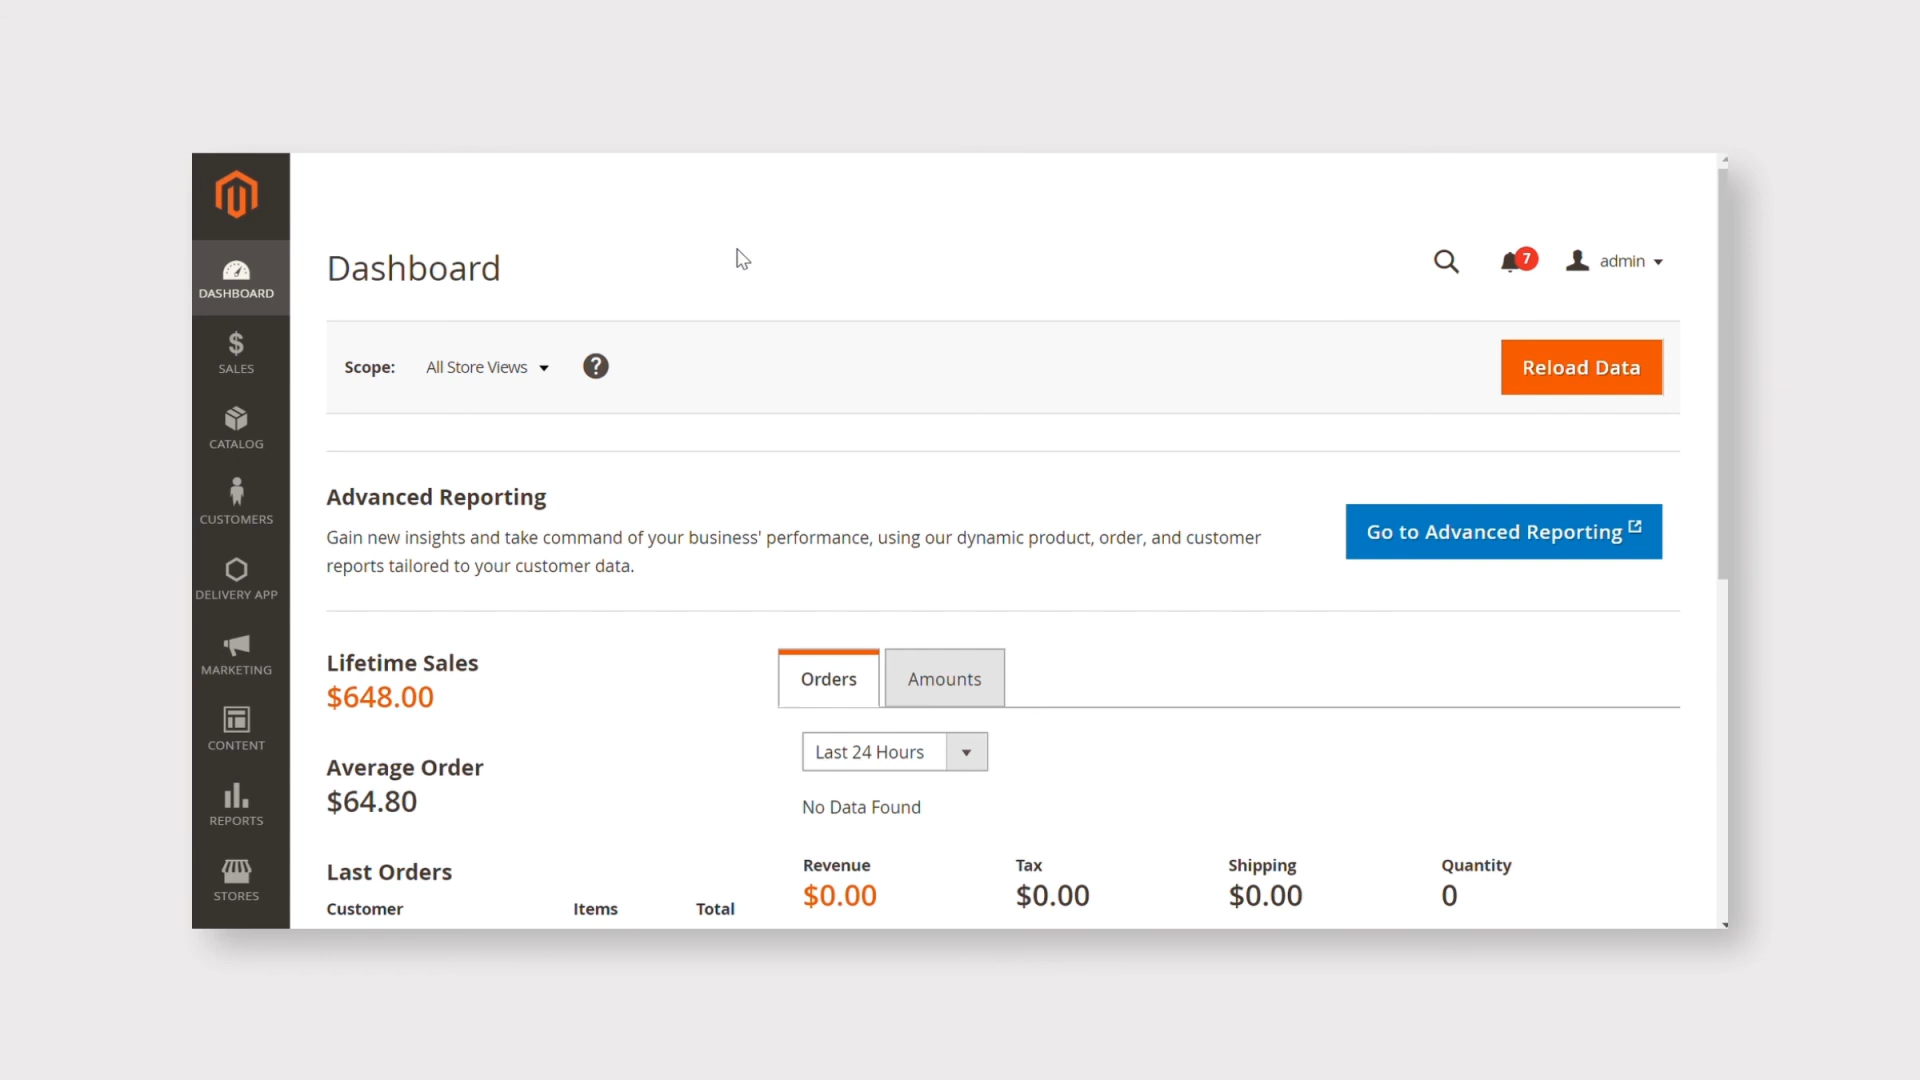 DASHBOARD
SALES
CATALOG
CUSTOMERS
DELIVERY APP
MARKETING
CONTENT
REPORTS
STORES
Dashboard
7
admin
Scope: All Store Views ?
Reload Data
Advanced Reporting
Gain new insights and take command of your business' performance, using our dynamic product, order, and customer
reports tailored to your customer data.
Go to Advanced Reporting
Lifetime Sales
$648.00
Average Order
$64.80
Last Orders
Customer Items Total
Orders Amounts
Last 24 Hours
No Data Found
Revenue Tax Shipping Quantity
$0.00 $0.00 $0.00 0